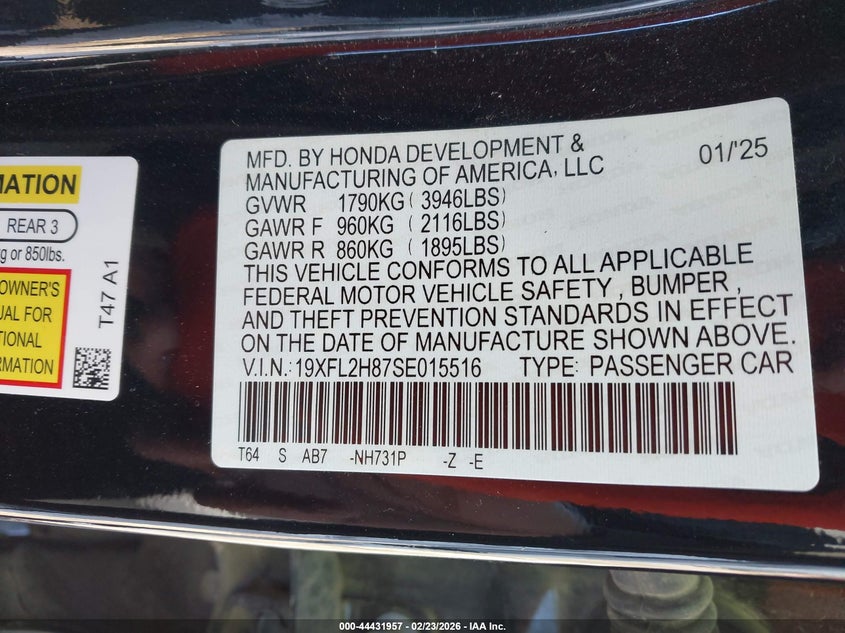 MATION
REAR 3
kg or 850lbs.
OWNER'S
UAL FOR
TIONAL
MATION
T47 A1
MFD. BY HONDA DEVELOPMENT &
MANUFACTURING OF AMERICA, LLC
01/'25
GVWR 1790KG ( 3946LBS)
GAWR F 960KG ( 2116LBS)
GAWR R 860KG ( 1895LBS)
THIS VEHICLE CONFORMS TO ALL APPLICABLE
FEDERAL MOTOR VEHICLE SAFETY , BUMPER ,
AND THEFT PREVENTION STANDARDS IN EFFECT
ON THE DATE OF MANUFACTURE SHOWN ABOVE.
V.I.N.: 19XFL2H87SE015516 TYPE: PASSENGER CAR
T64 S AB7 -NH731P -Z -E
000-44431957 - 02/23/2026 - IAA Inc.